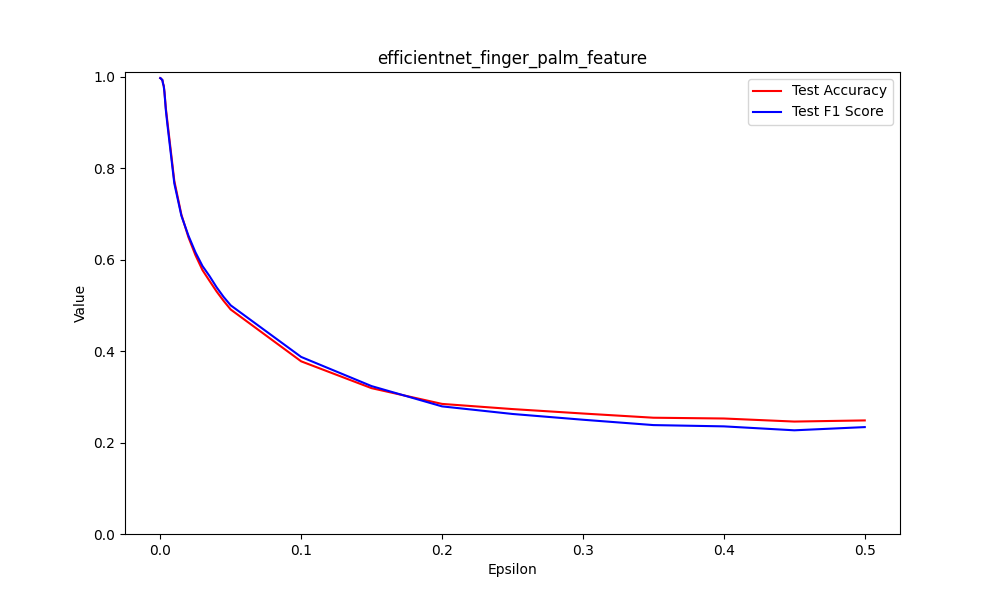 efficientnet_finger_palm_feature
Test Accuracy
Test F1 Score
Value
1.0
0.8
0.6
0.4
0.2
0.0
0.0 0.1 0.2 0.3 0.4 0.5
Epsilon